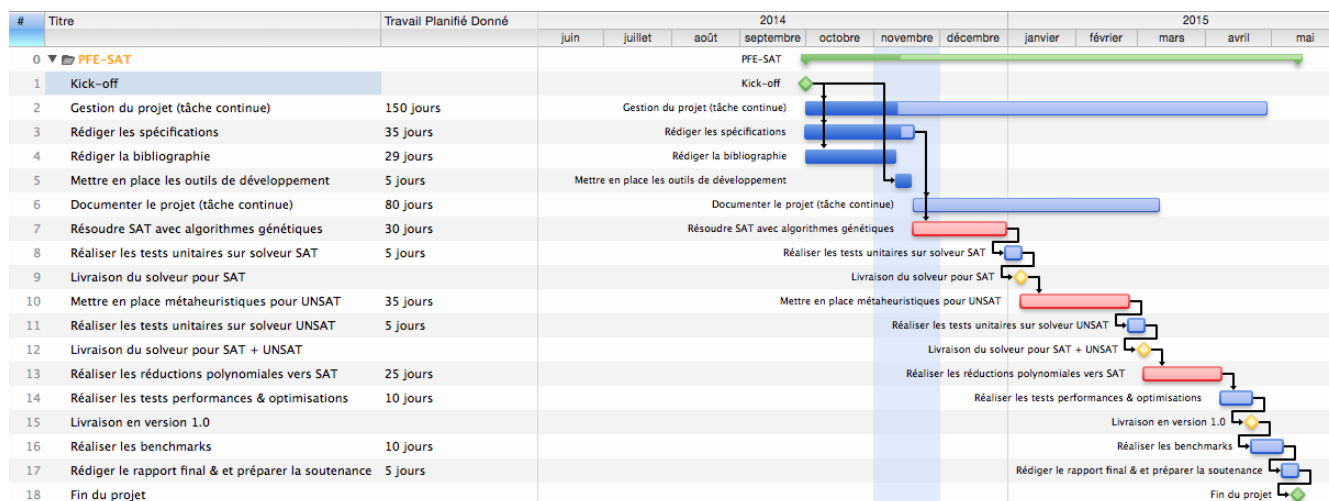 # Titre Travail Planifié Donné 2014 2015
juin juillet août septembre octobre novembre décembre janvier février mars avril mai
0 PFE-SAT PFE-SAT
1 Kick-off Kick-off
2 Gestion du projet (tâche continue) 150 jours Gestion du projet (tâche continue)
3 Rédiger les spécifications 35 jours Rédiger les spécifications
4 Rédiger la bibliographie 29 jours Rédiger la bibliographie
5 Mettre en place les outils de développement 5 jours Mettre en place les outils de développement
6 Documenter le projet (tâche continue) 80 jours Documenter le projet (tâche continue)
7 Résoudre SAT avec algorithmes génétiques 30 jours Résoudre SAT avec algorithmes génétiques
8 Réaliser les tests unitaires sur solveur SAT 5 jours Réaliser les tests unitaires sur solveur SAT
9 Livraison du solveur pour SAT Livraison du solveur pour SAT
10 Mettre en place métaheuristiques pour UNSAT 35 jours Mettre en place métaheuristiques pour UNSAT
11 Réaliser les tests unitaires sur solveur UNSAT 5 jours Réaliser les tests unitaires sur solveur UNSAT
12 Livraison du solveur pour SAT + UNSAT Livraison du solveur pour SAT + UNSAT
13 Réaliser les réductions polynomiales vers SAT 25 jours Réaliser les réductions polynomiales vers SAT
14 Réaliser les tests performances & optimisations 10 jours Réaliser les tests performances & optimisations
15 Livraison en version 1.0 Livraison en version 1.0
16 Réaliser les benchmarks 10 jours Réaliser les benchmarks
17 Rédiger le rapport final & et préparer la soutenance 5 jours Rédiger le rapport final & et préparer la soutenance
18 Fin du projet Fin du projet